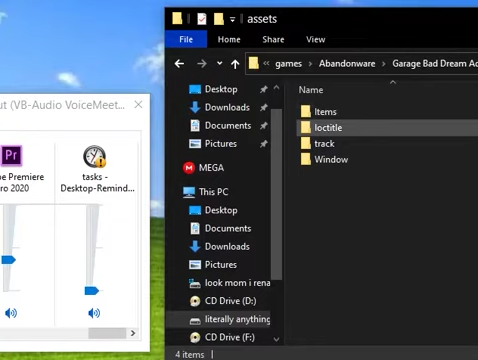 assets
File Home Share View
« games › Abandonware › Garage Bad Dream Ad
Name
Desktop
Downloads
Documents
Pictures
MEGA
This PC
Desktop
Documents
Downloads
Pictures
look mom i rena
CD Drive (D:)
literally anything
CD Drive (F:)
Items
loctitle
track
Window
4 items
ut (VB-Audio VoiceMeet...
be Premiere
ro 2020
tasks -
Desktop-Remind...
Pr